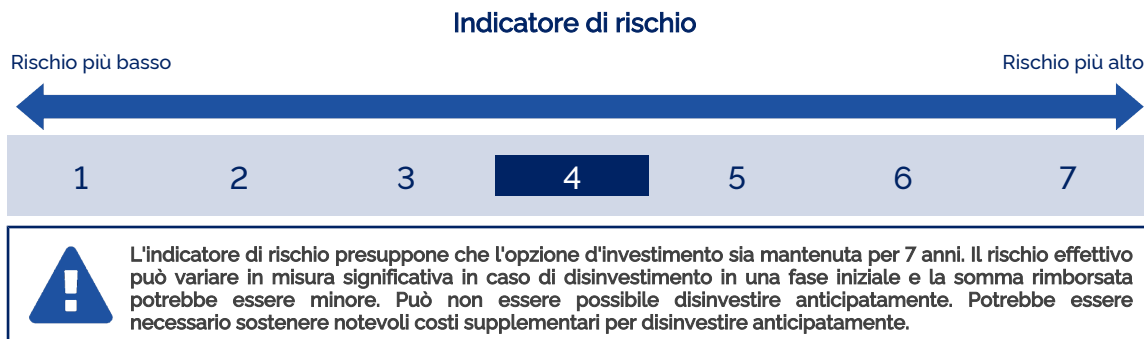 Indicatore di rischio
Rischio più basso
Rischio più alto
1 2 3 4 5 6 7
L'indicatore di rischio presuppone che l'opzione d'investimento sia mantenuta per 7 anni. Il rischio effettivo
può variare in misura significativa in caso di disinvestimento in una fase iniziale e la somma rimborsata
potrebbe essere minore. Può non essere possibile disinvestire anticipatamente. Potrebbe essere
necessario sostenere notevoli costi supplementari per disinvestire anticipatamente.